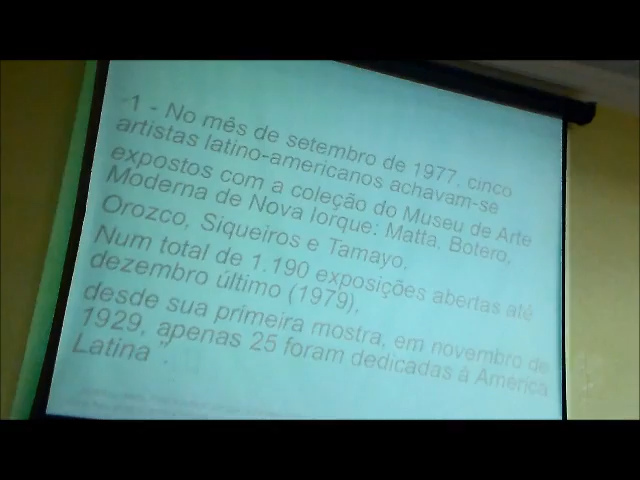 1 - No mês de setembro de 1977, cinco
artistas latino-americanos achavam-se
expostos com a coleção do Museu de Arte
Moderna de Nova Iorque: Matta, Botero,
Orozco, Siqueiros e Tamayo.
Num total de 1.190 exposições abertas até
dezembro último (1979),
desde sua primeira mostra, em novembro de
1929, apenas 25 foram dedicadas à América
Latina ".